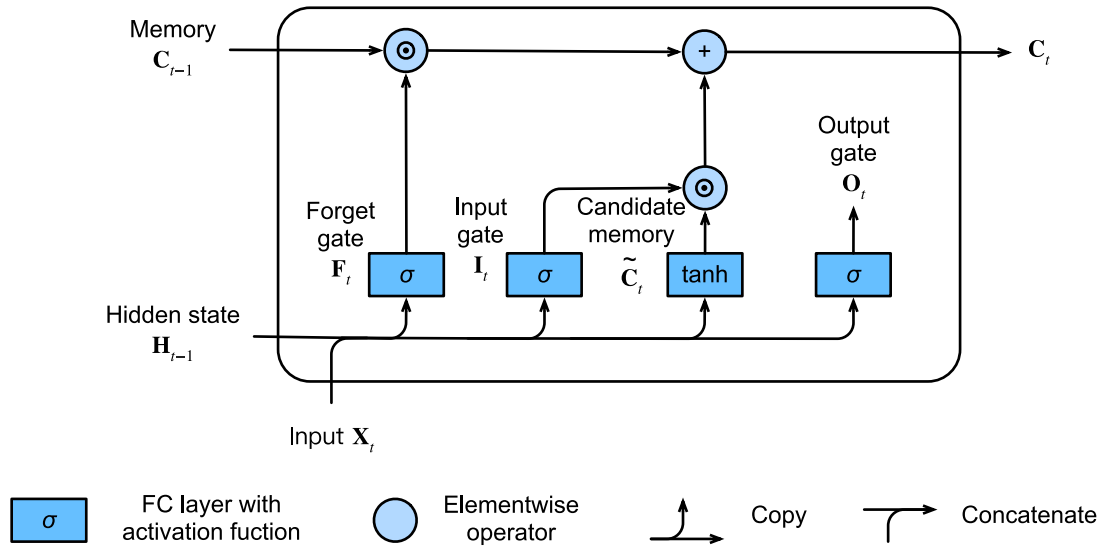 Memory
C_{t−1}
⊙
+
C_t
Output
gate
O_t
⊙
Forget
gate
F_t
Input
gate
I_t
Candidate
memory
C̃_t
σ
σ
tanh
σ
Hidden state
H_{t−1}
Input X_t
σ
FC layer with
activation fuction
Elementwise
operator
Copy
Concatenate